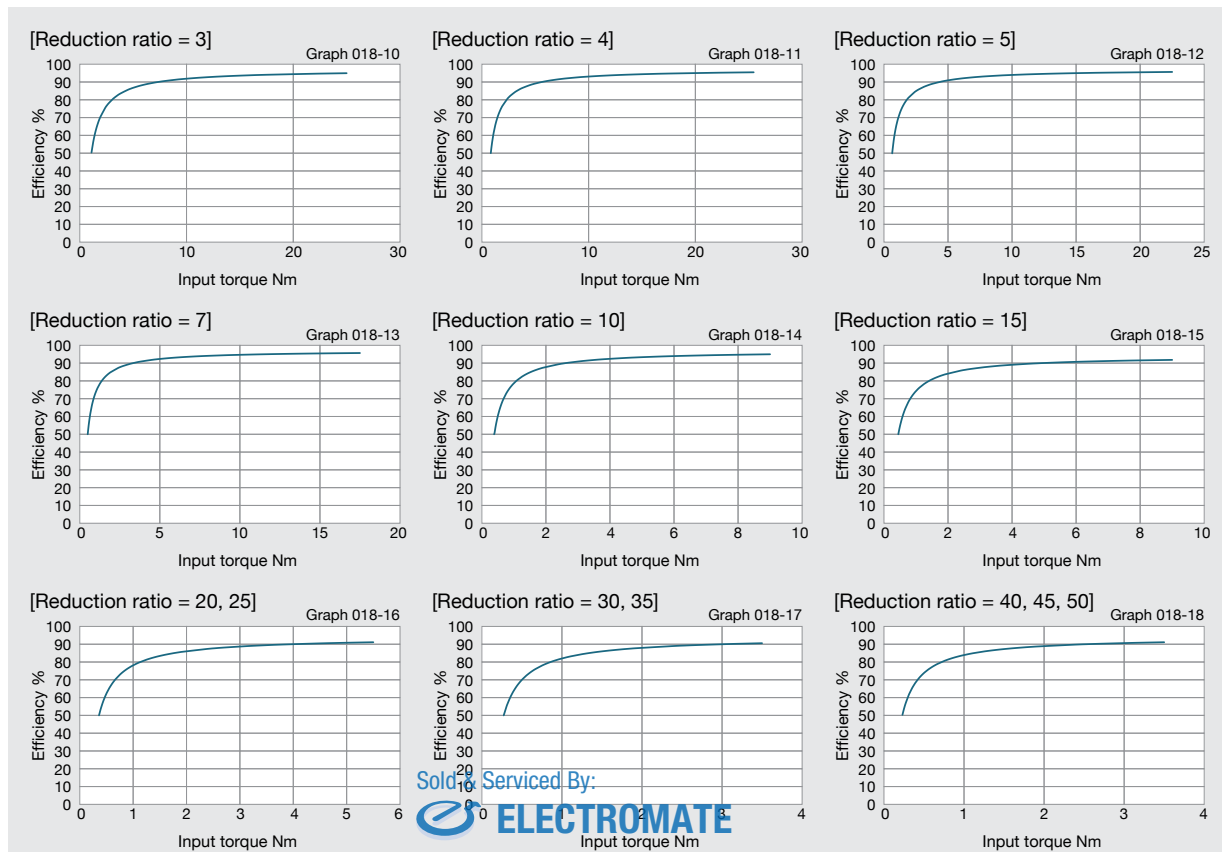 [Reduction ratio = 3]
Graph 018-10
100
90
80
70
60
50
40
30
20
10
0
Efficiency %
0 10 20 30
Input torque Nm
[Reduction ratio = 4]
Graph 018-11
100
90
80
70
60
50
40
30
20
10
0
Efficiency %
0 10 20 30
Input torque Nm
[Reduction ratio = 5]
Graph 018-12
100
90
80
70
60
50
40
30
20
10
0
Efficiency %
0 5 10 15 20 25
Input torque Nm
[Reduction ratio = 7]
Graph 018-13
100
90
80
70
60
50
40
30
20
10
0
Efficiency %
0 5 10 15 20
Input torque Nm
[Reduction ratio = 10]
Graph 018-14
100
90
80
70
60
50
40
30
20
10
0
Efficiency %
0 2 4 6 8 10
Input torque Nm
[Reduction ratio = 15]
Graph 018-15
100
90
80
70
60
50
40
30
20
10
0
Efficiency %
0 2 4 6 8 10
Input torque Nm
[Reduction ratio = 20, 25]
Graph 018-16
100
90
80
70
60
50
40
30
20
10
0
Efficiency %
0 1 2 3 4 5 6
Input torque Nm
[Reduction ratio = 30, 35]
Graph 018-17
100
90
80
70
60
50
40
30
20
10
0
Efficiency %
0 1 2 3 4
Input torque Nm
[Reduction ratio = 40, 45, 50]
Graph 018-18
100
90
80
70
60
50
40
30
20
10
0
Efficiency %
0 1 2 3 4
Input torque Nm
Sold & Serviced By:
ELECTROMATE